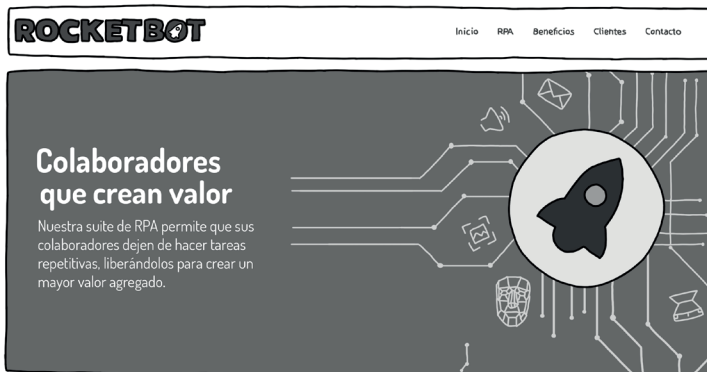 ROCKETBOT
Inicio RPA Beneficios Clientes Contacto
Colaboradores
que crean valor
Nuestra suite de RPA permite que sus
colaboradores dejen de hacer tareas
repetitivas, liberándolos para crear un
mayor valor agregado.